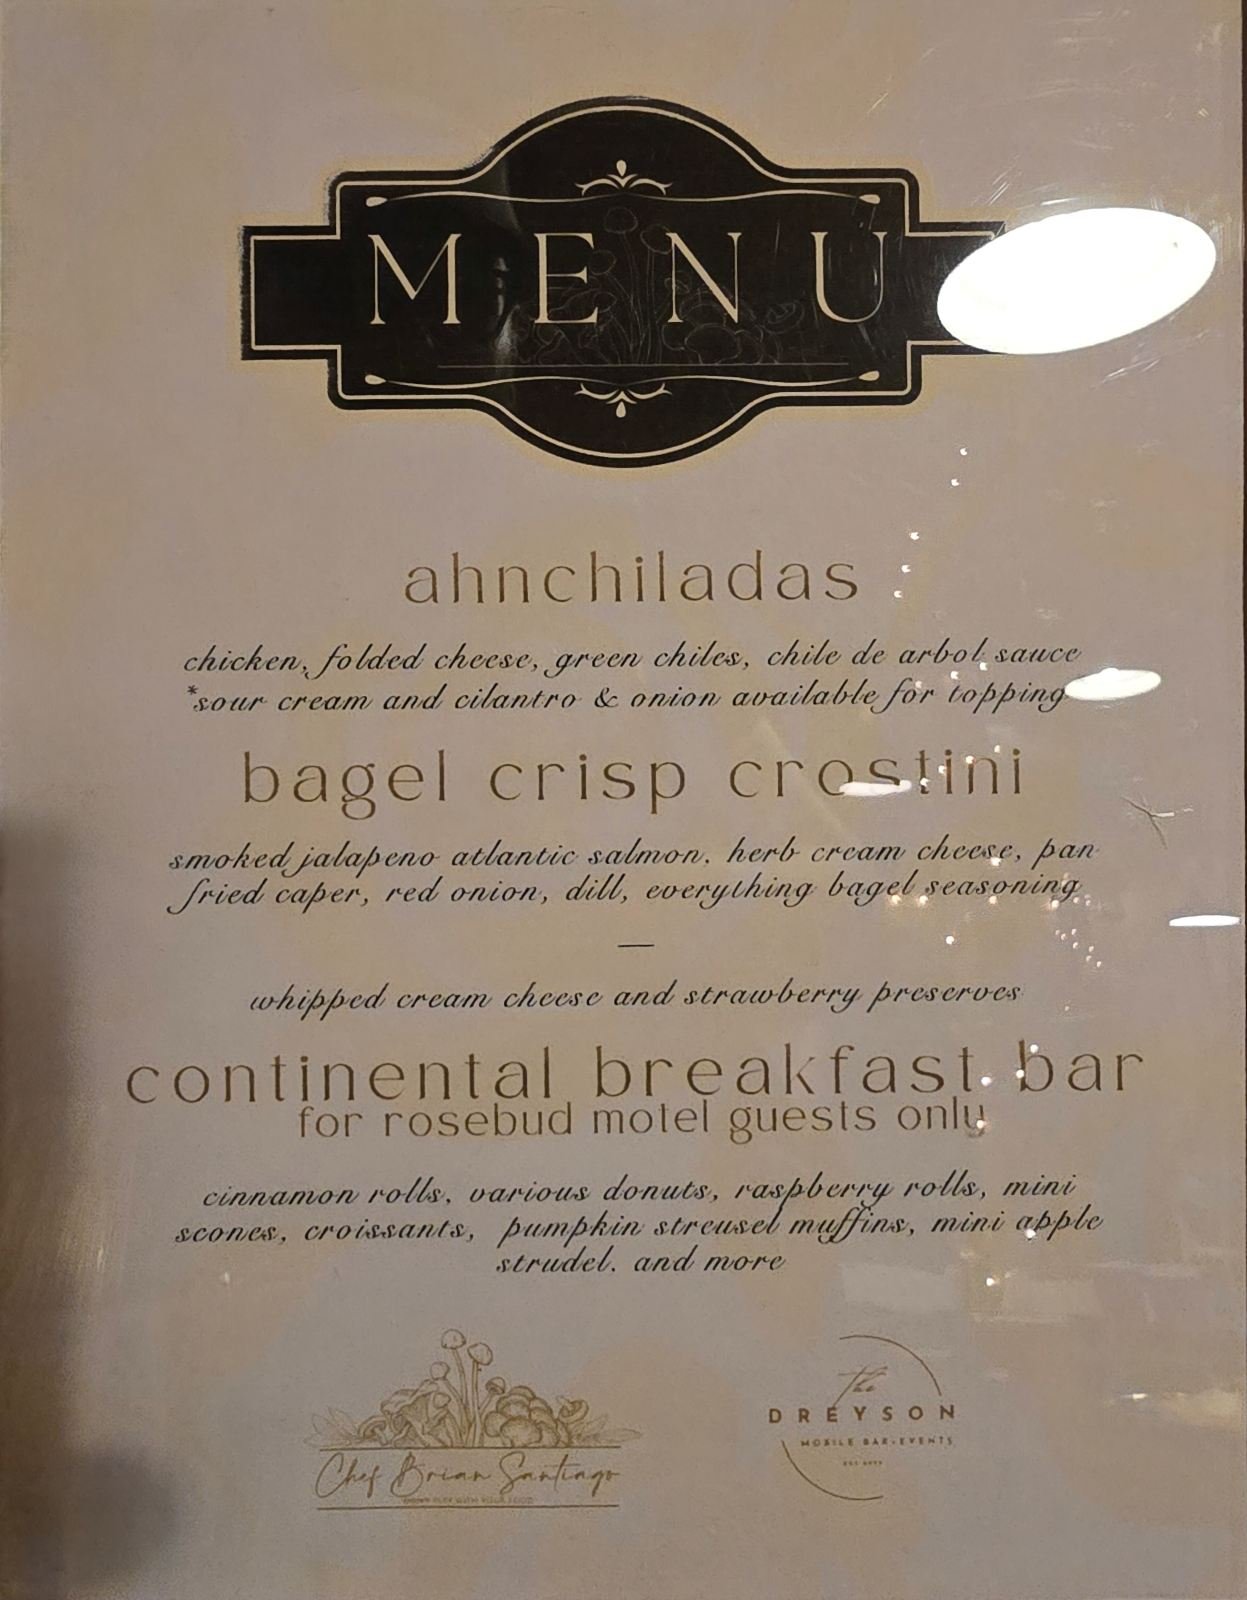 MENU
ahnchiladas
chicken, folded cheese, green chiles, chile de arbol sauce
*sour cream and cilantro & onion available for topping
bagel crisp crostini
smoked jalapeno atlantic salmon, herb cream cheese, pan
fried caper, red onion, dill, everything bagel seasoning
—
whipped cream cheese and strawberry preserves
continental breakfast bar
for rosebud motel guests only
cinnamon rolls, various donuts, raspberry rolls, mini
scones, croissants, pumpkin streusel muffins, mini apple
strudel, and more
Chef Brian Santiago
WITH YOUR FOOD
the
DREYSON
MOBILE BAR + EVENTS
EST